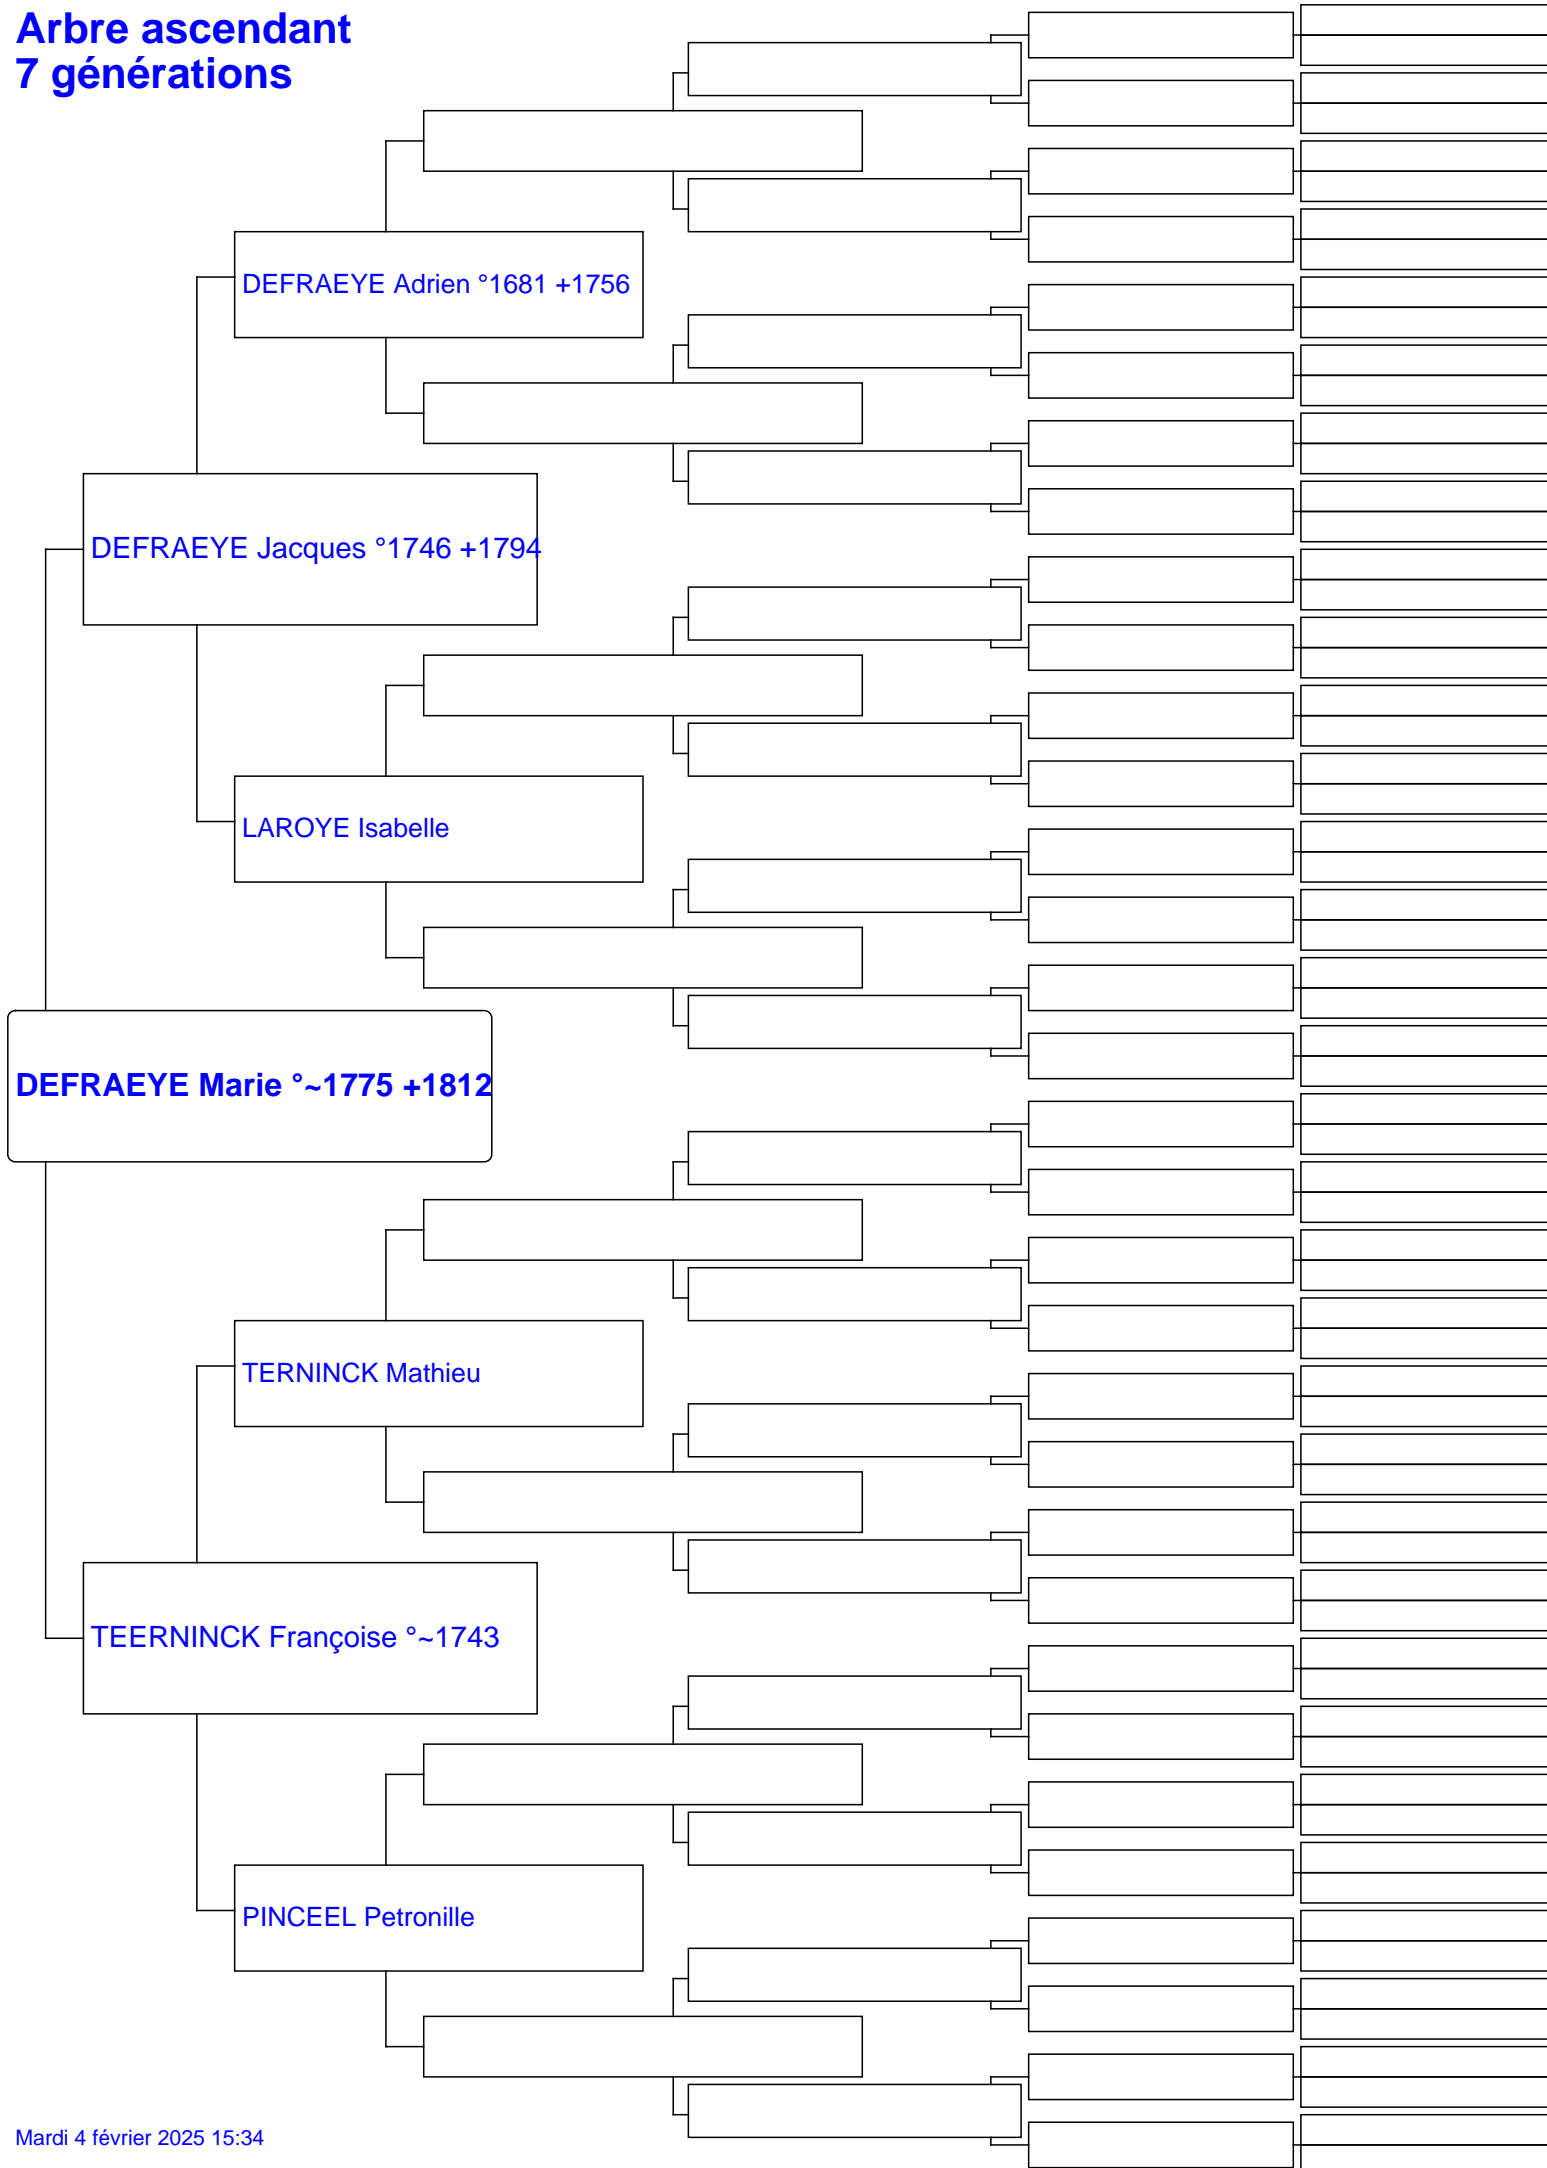 Arbre ascendant
7 générations
DEFRAEYE Adrien °1681 +1756
DEFRAEYE Jacques °1746 +1794
LAROYE Isabelle
DEFRAEYE Marie °~1775 +1812
TERNINCK Mathieu
TEERNINCK Françoise °~1743
PINCEEL Petronille
Mardi 4 février 2025 15:34